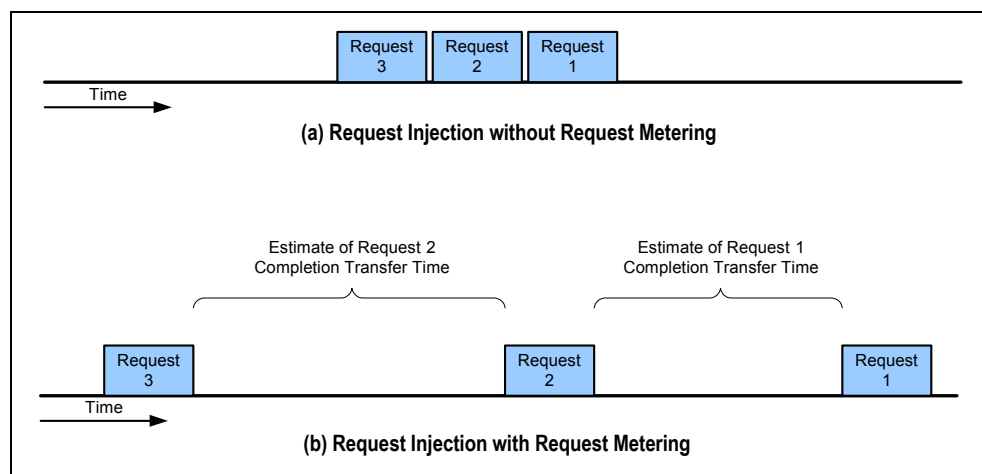 Request
3
Request
2
Request
1
Time
(a) Request Injection without Request Metering
Estimate of Request 2
Completion Transfer Time
Estimate of Request 1
Completion Transfer Time
Request
3
Request
2
Request
1
Time
(b) Request Injection with Request Metering